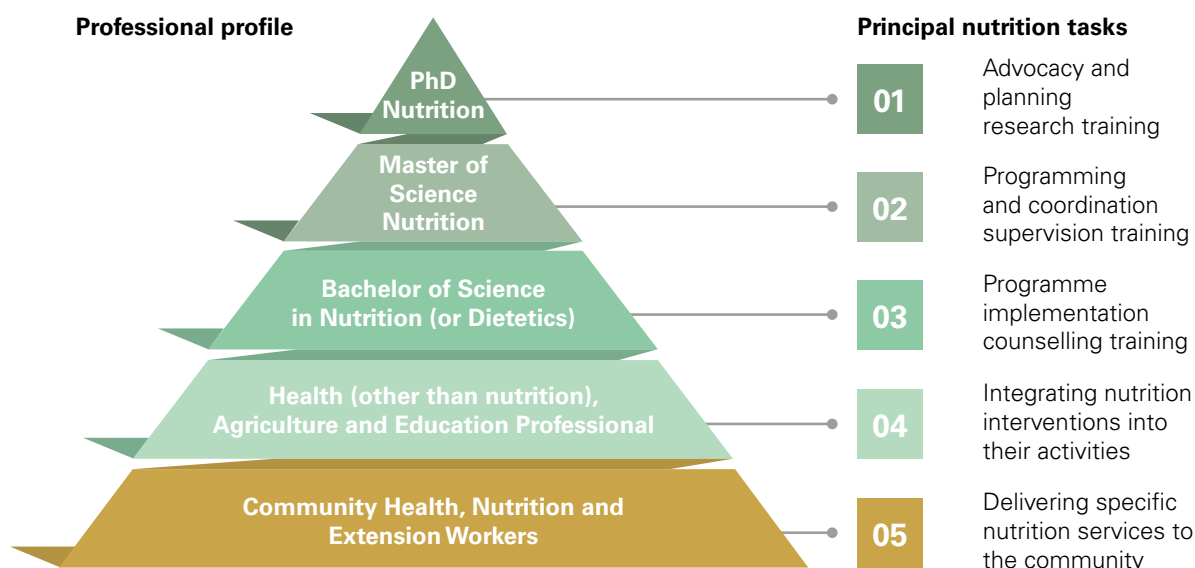 Professional profile
Principal nutrition tasks
PhD
Nutrition
01
Advocacy and
planning
research training
Master of
Science
Nutrition
02
Programming
and coordination
supervision training
Bachelor of Science
in Nutrition (or Dietetics)
03
Programme
implementation
counselling training
Health (other than nutrition),
Agriculture and Education Professional
04
Integrating nutrition
interventions into
their activities
Community Health, Nutrition and
Extension Workers
05
Delivering specific
nutrition services to
the community